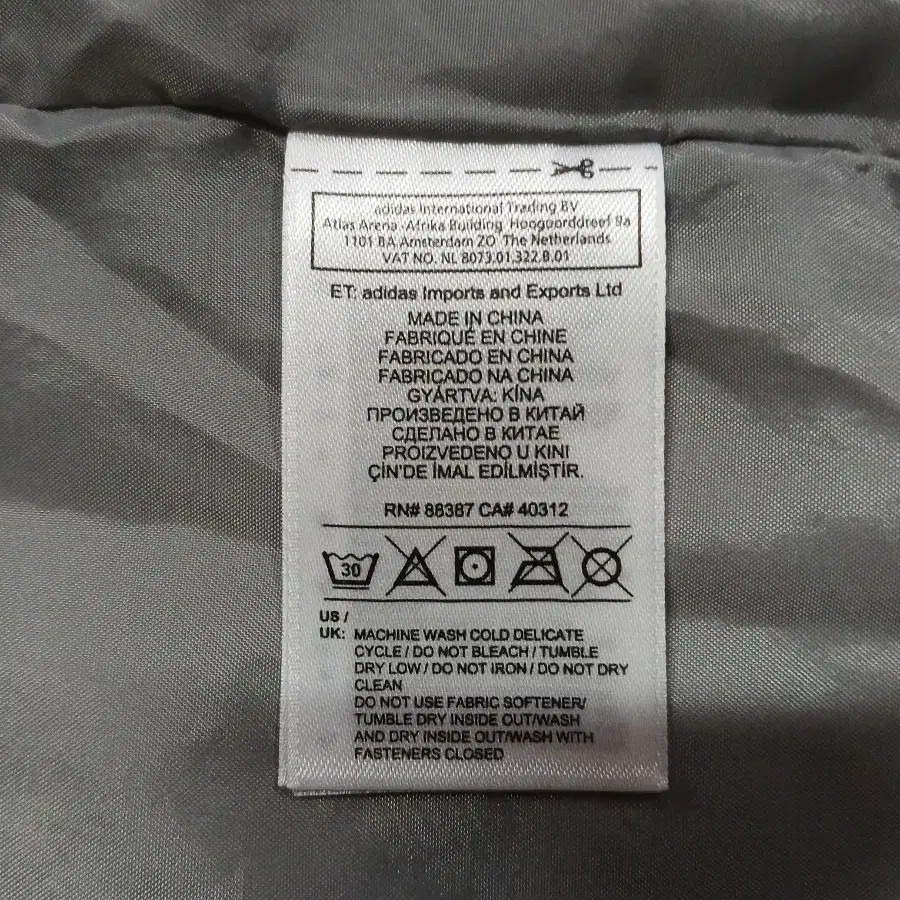 adidas International Trading BV
Atlas Arena -Afrika Building Hoogoorddreef 9a
1101 BA Amsterdam ZO The Netherlands
VAT NO. NL 8073.01.322.B.01
ET: adidas Imports and Exports Ltd
MADE IN CHINA
FABRIQUÉ EN CHINE
FABRICADO EN CHINA
FABRICADO NA CHINA
GYÁRTVA: KÍNA
ПРОИЗВЕДЕНО В КИТАЙ
СДЕЛАНО В КИТАЕ
PROIZVEDENO U KINI
ÇİN'DE İMAL EDİLMİŞTİR.
RN# 88387 CA# 40312
30
US /
UK: MACHINE WASH COLD DELICATE
CYCLE / DO NOT BLEACH / TUMBLE
DRY LOW / DO NOT IRON / DO NOT DRY
CLEAN
DO NOT USE FABRIC SOFTENER/
TUMBLE DRY INSIDE OUT/WASH
AND DRY INSIDE OUT/WASH WITH
FASTENERS CLOSED